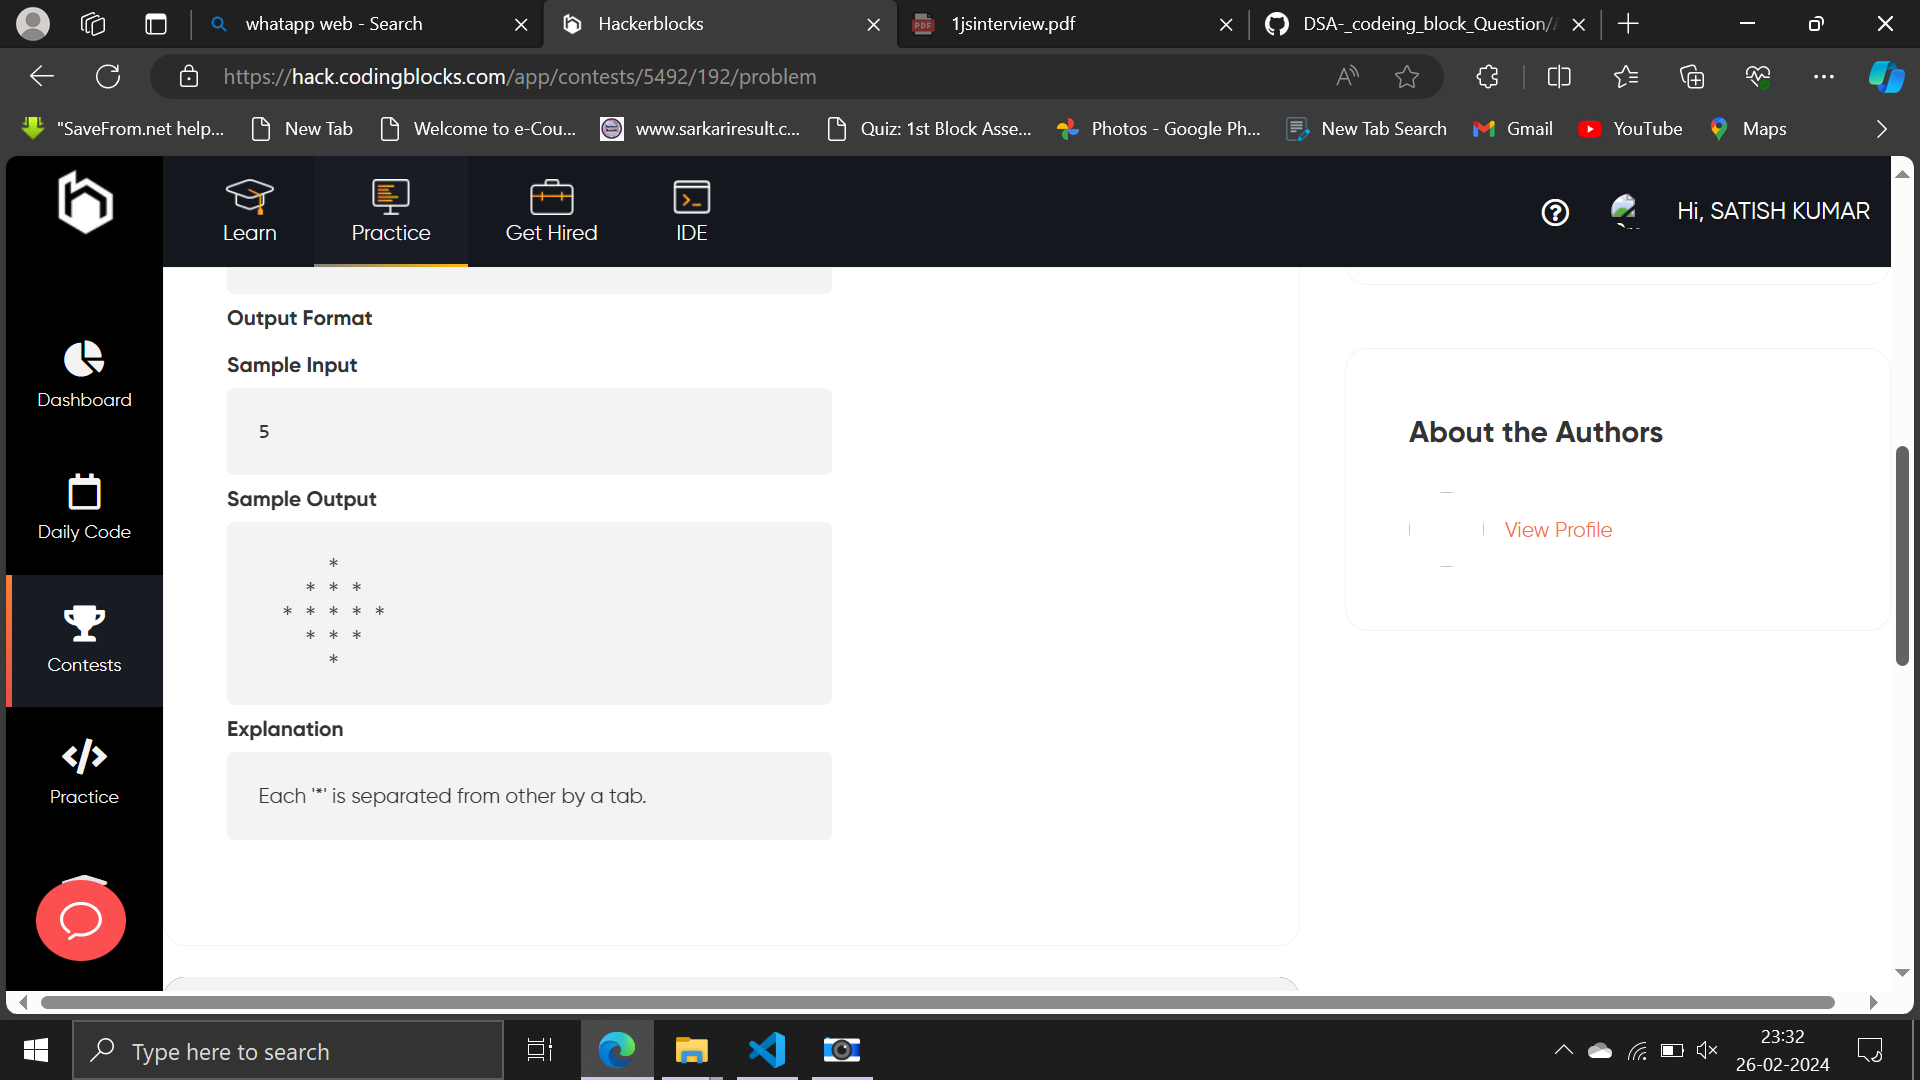 whatapp web - Search
Hackerblocks
1jsinterview.pdf
DSA-_codeing_block_Question/
https://hack.codingblocks.com/app/contests/5492/192/problem
"SaveFrom.net help...
New Tab
Welcome to e-Cou...
www.sarkariresult.c...
Quiz: 1st Block Asse...
Photos - Google Ph...
New Tab Search
Gmail
YouTube
Maps
Learn
Practice
Get Hired
IDE
Hi, SATISH KUMAR
Dashboard
Daily Code
Contests
Practice
Output Format
Sample Input
5
Sample Output
*
* * *
* * * * *
* * *
*
Explanation
Each '*' is separated from other by a tab.
About the Authors
View Profile
Type here to search
23:32
26-02-2024